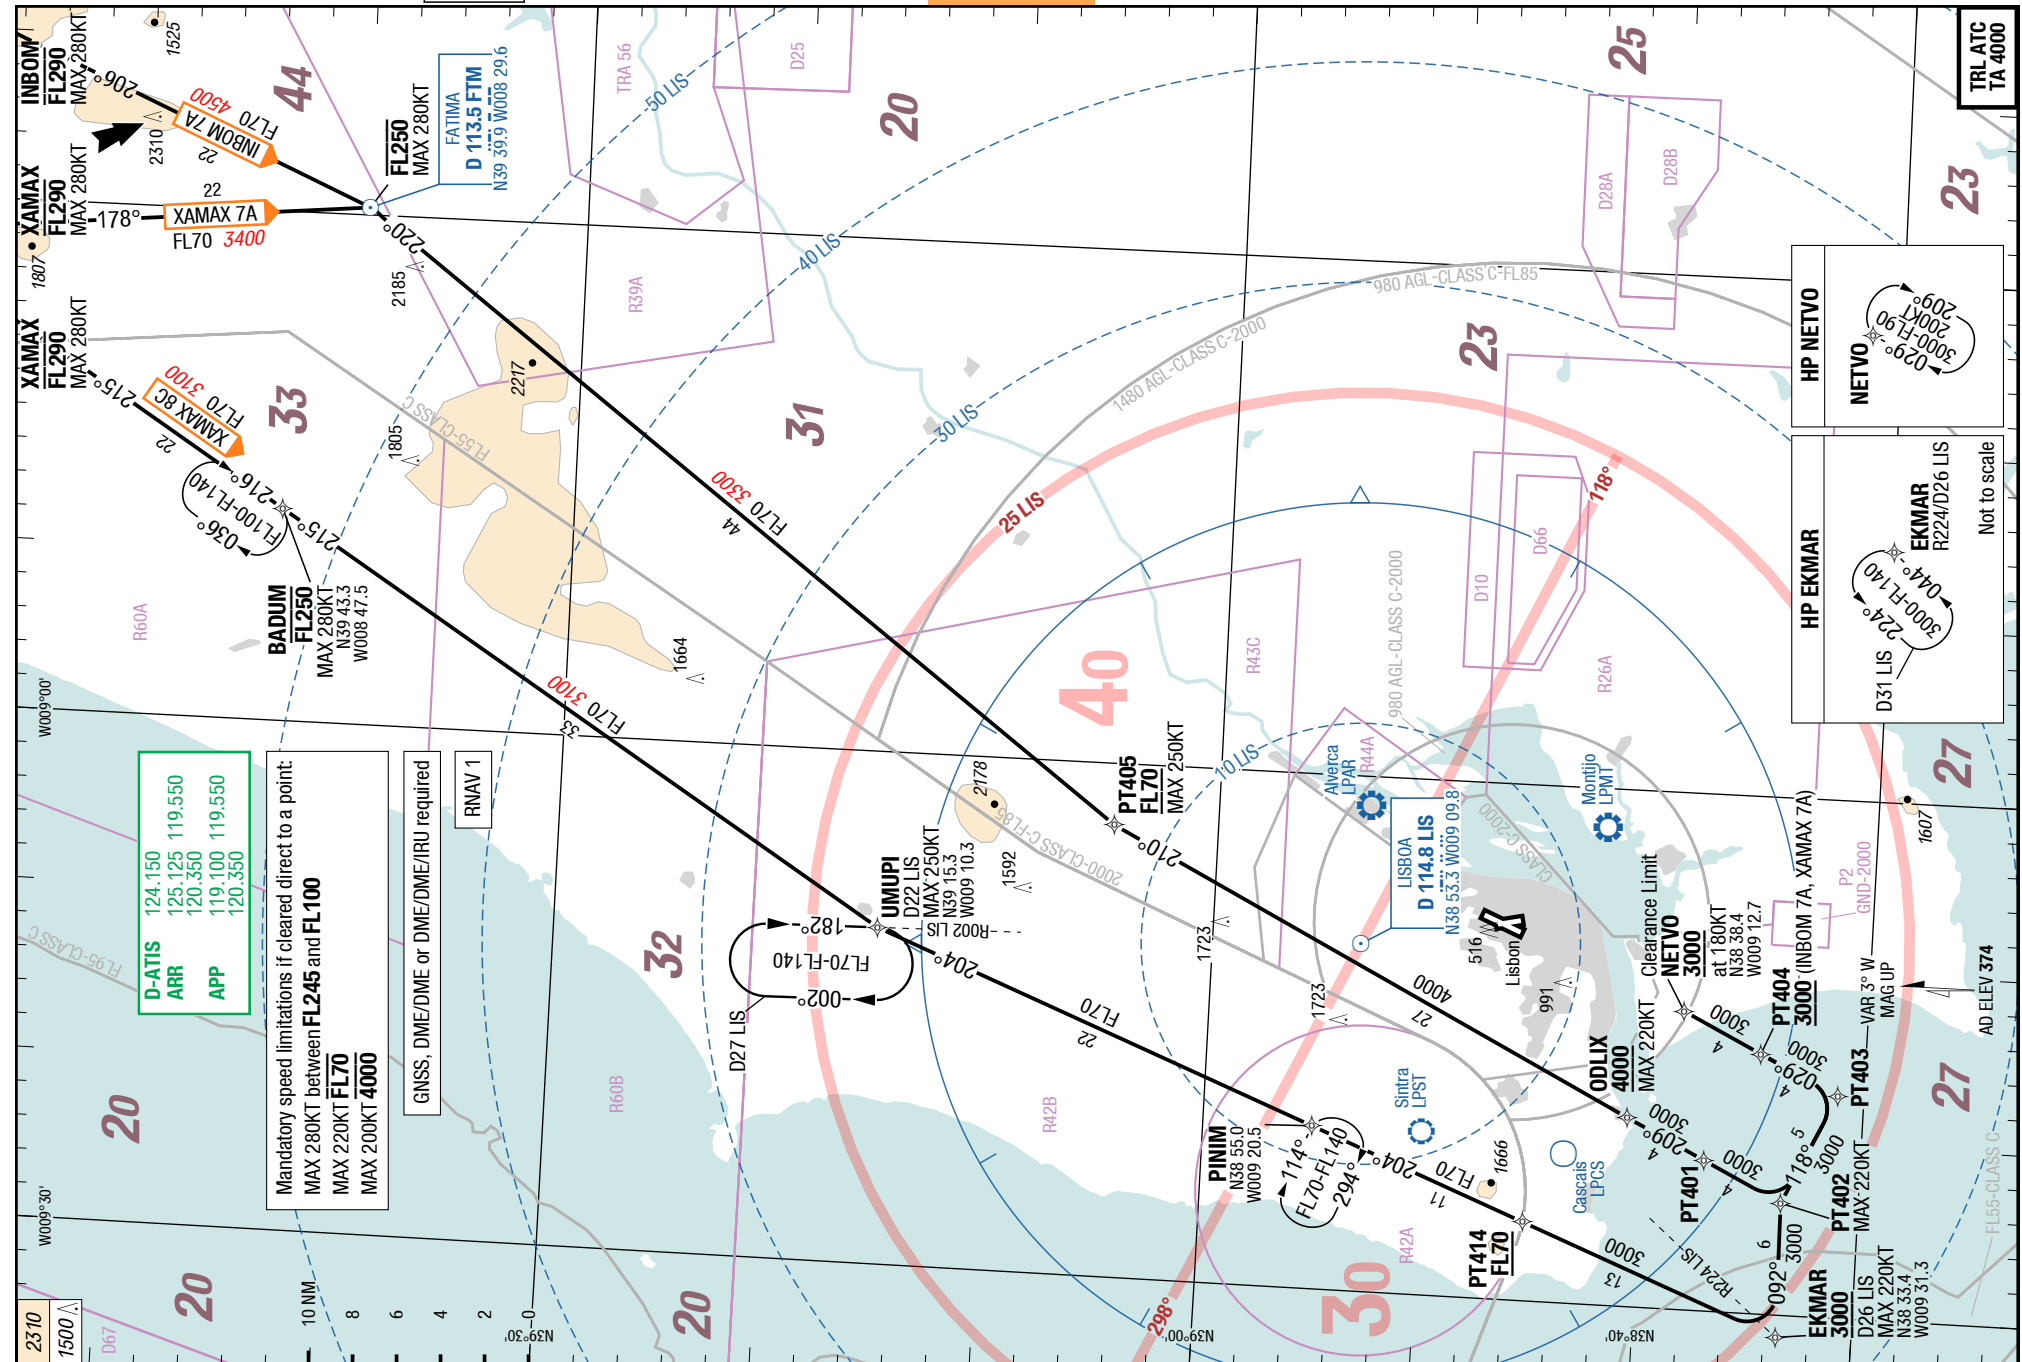 INBOM
FL290
MAX 280KT
206°
1525
44
4500
FL70
INBOM 7A
22
2310
XAMAX
FL290
MAX 280KT
178°
22
XAMAX 7A
FL70 3400
1807
FL250
MAX 280KT
FATIMA
D 113.5 FTM
N39 39.9 W008 29.6
TRA 56
D25
50 LIS
20
25
TRL ATC
TA 4000
220°
2185
40 LIS
R39A
D28A
D28B
23
XAMAX
FL290
MAX 280KT
215°
3100
FL70
XAMAX 8C
22
33
216°
FL100-FL140
036°
215°
BADUM
FL250
MAX 280KT
N39 43.3
W008 47.5
R60A
2217
1805
FL55-CLASS C
31
30 LIS
1480 AGL-CLASS C-2000
980 AGL-CLASS C-FL85
23
HP NETVO
NETVO
029°
3000-FL90
200KT
209°
HP EKMAR
EKMAR
R224/D26 LIS
044°
3000-FL140
224°
D31 LIS
Not to scale
3300
FL70
44
25 LIS
118°
D66
D10
980 AGL-CLASS C-2000
R26A
R43C
40
1664
3100
FL70
33
W009°00'
D-ATIS 124.150
ARR 125.125 119.550
120.350
APP 119.100 119.550
120.350
Mandatory speed limitations if cleared direct to a point:
MAX 280KT between FL245 and FL100
MAX 220KT FL70
MAX 200KT 4000
GNSS, DME/DME or DME/DME/IRU required
RNAV 1
FL95-CLASS C
PT405
FL70
MAX 250KT
10 LIS
Alverca
LPAR
R44A
Montijo
LPMT
27
1607
2178
2000-CLASS C-FL85
1592
UMUPI
D22 LIS
MAX 250KT
N39 15.3
W009 10.3
R002 LIS
182°
FL70-FL140
002°
D27 LIS
32
204°
210°
1723
1723
LISBOA
D 114.8 LIS
N38 53.3 W009 09.8
CLASS C-2000
516
Lisbon
991
4000
27
Clearance Limit
NETVO
3000
at 180KT
N38 38.4
W009 12.7
P2
GND-2000
PT404
3000 (INBOM 7A, XAMAX 7A)
VAR 3° W
MAG UP
AD ELEV 374
3000
4
3000
029°
4
PT403
ODLIX
4000
MAX 220KT
3000
209°
4
PT401
3000
4
118°
5
3000
PT402
MAX 220KT
27
20
R60B
R42B
FL70
22
PINIM
N38 55.0
W009 20.5
114°
FL70-FL140
294°
Sintra
LPST
Cascais
LPCS
204°
FL70
11
1666
PT414
FL70
R42A
3000
13
R224 LIS
092°
6
3000
EKMAR
3000
D26 LIS
MAX 220KT
N38 33.4
W009 31.3
FL55-CLASS C
W009°30'
20
20
30
298°
N39°30'
N39°00'
N38°40'
10 NM
8
6
4
2
0
2310
1500
D67